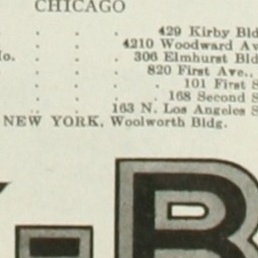 CHICAGO
429 Kirby Bld
4210 Woodward Av
Mo. 306 Elmhurst Bld
820 First Ave.,
101 First S
168 Second S
163 N. Los Angeles S
NEW YORK, Woolworth Bldg.
-B